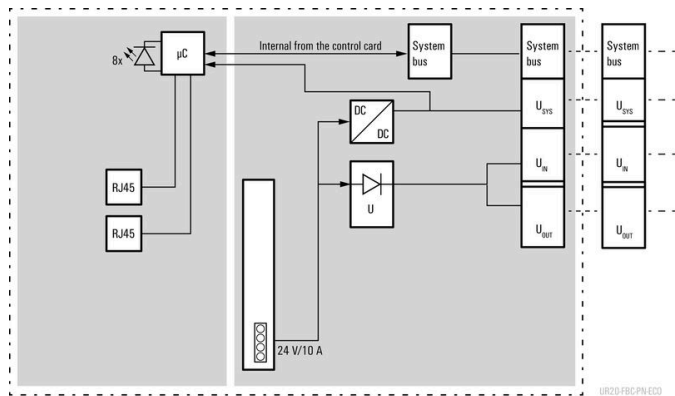 8x
µC
Internal from the control card
System
bus
System
bus
System
bus
DC
DC
U_SYS
U_SYS
U
U_IN
U_IN
RJ45
RJ45
U_OUT
U_OUT
24 V/10 A
UR20-FBC-PN-ECO